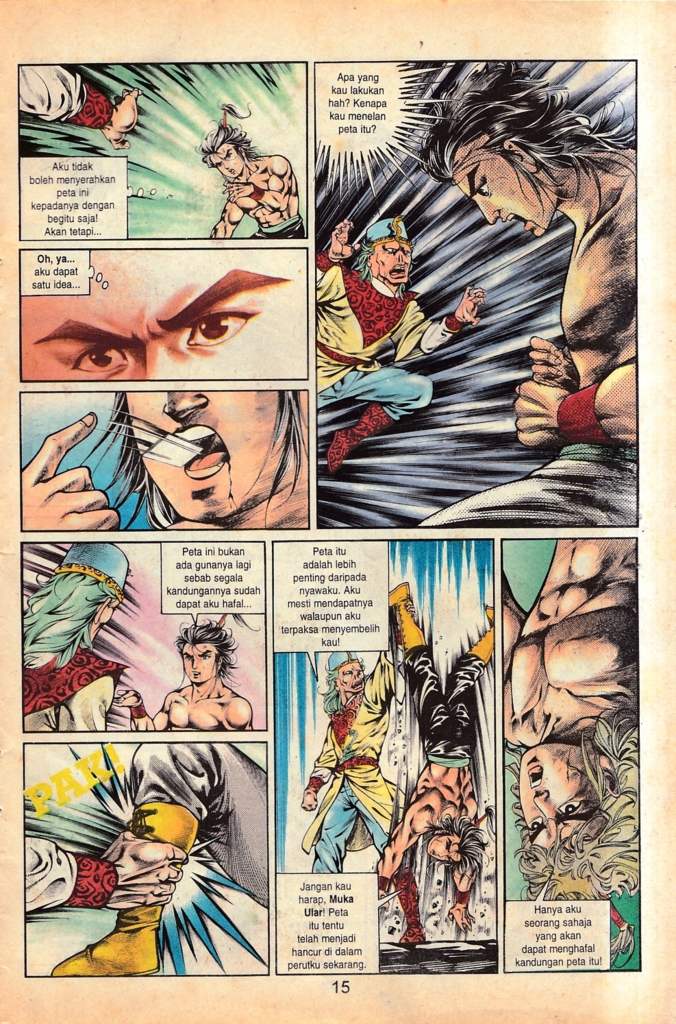 Aku tidak
boleh menyerahkan
peta ini
kepadanya dengan
begitu saja!
Akan tetapi...
Oh, ya...
aku dapat
satu idea...
Apa yang
kau lakukan
hah? Kenapa
kau menelan
peta itu?
Peta ini bukan
ada gunanya lagi
sebab segala
kandungannya sudah
dapat aku hafal...
PAK!
Peta itu
adalah lebih
penting daripada
nyawaku. Aku
mesti mendapatnya
walaupun aku
terpaksa menyembelih
kau!
Jangan kau
harap, Muka
Ular! Peta
itu tentu
telah menjadi
hancur di dalam
perutku sekarang.
Hanya aku
seorang sahaja
yang akan
dapat menghafal
kandungan peta itu!
15